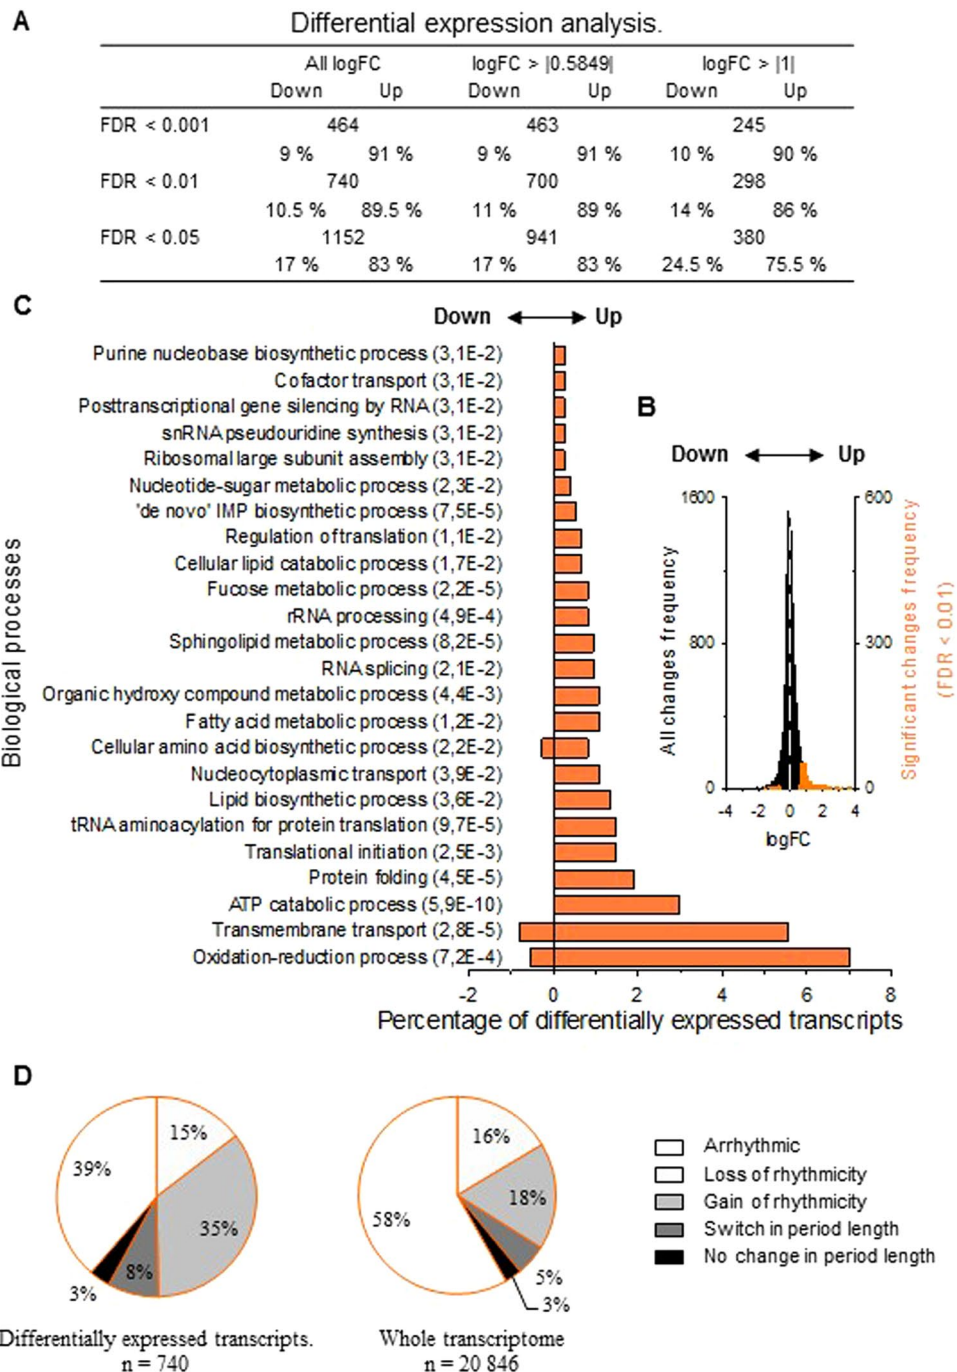 A
Differential expression analysis.
All logFC logFC > |0.5849| logFC > |1|
Down Up Down Up Down Up
FDR < 0.001 464 463 245
9 % 91 % 9 % 91 % 10 % 90 %
FDR < 0.01 740 700 298
10.5 % 89.5 % 11 % 89 % 14 % 86 %
FDR < 0.05 1152 941 380
17 % 83 % 17 % 83 % 24.5 % 75.5 %
C
Down Up
Biological processes
Purine nucleobase biosynthetic process (3,1E-2)
Cofactor transport (3,1E-2)
Posttranscriptional gene silencing by RNA (3,1E-2)
snRNA pseudouridine synthesis (3,1E-2)
Ribosomal large subunit assembly (3,1E-2)
Nucleotide-sugar metabolic process (2,3E-2)
'de novo' IMP biosynthetic process (7,5E-5)
Regulation of translation (1,1E-2)
Cellular lipid catabolic process (1,7E-2)
Fucose metabolic process (2,2E-5)
rRNA processing (4,9E-4)
Sphingolipid metabolic process (8,2E-5)
RNA splicing (2,1E-2)
Organic hydroxy compound metabolic process (4,4E-3)
Fatty acid metabolic process (1,2E-2)
Cellular amino acid biosynthetic process (2,2E-2)
Nucleocytoplasmic transport (3,9E-2)
Lipid biosynthetic process (3,6E-2)
tRNA aminoacylation for protein translation (9,7E-5)
Translational initiation (2,5E-3)
Protein folding (4,5E-5)
ATP catabolic process (5,9E-10)
Transmembrane transport (2,8E-5)
Oxidation-reduction process (7,2E-4)
-2 0 2 4 6 8
Percentage of differentially expressed transcripts
B
Down Up
1600 600
800 300
0 0
All changes frequency
Significant changes frequency
(FDR < 0.01)
-4 -2 0 2 4
logFC
D
15%
39%
35%
8%
3%
Differentially expressed transcripts.
n = 740
16%
18%
58%
5%
3%
Whole transcriptome
n = 20 846
Arrhythmic
Loss of rhythmicity
Gain of rhythmicity
Switch in period length
No change in period length